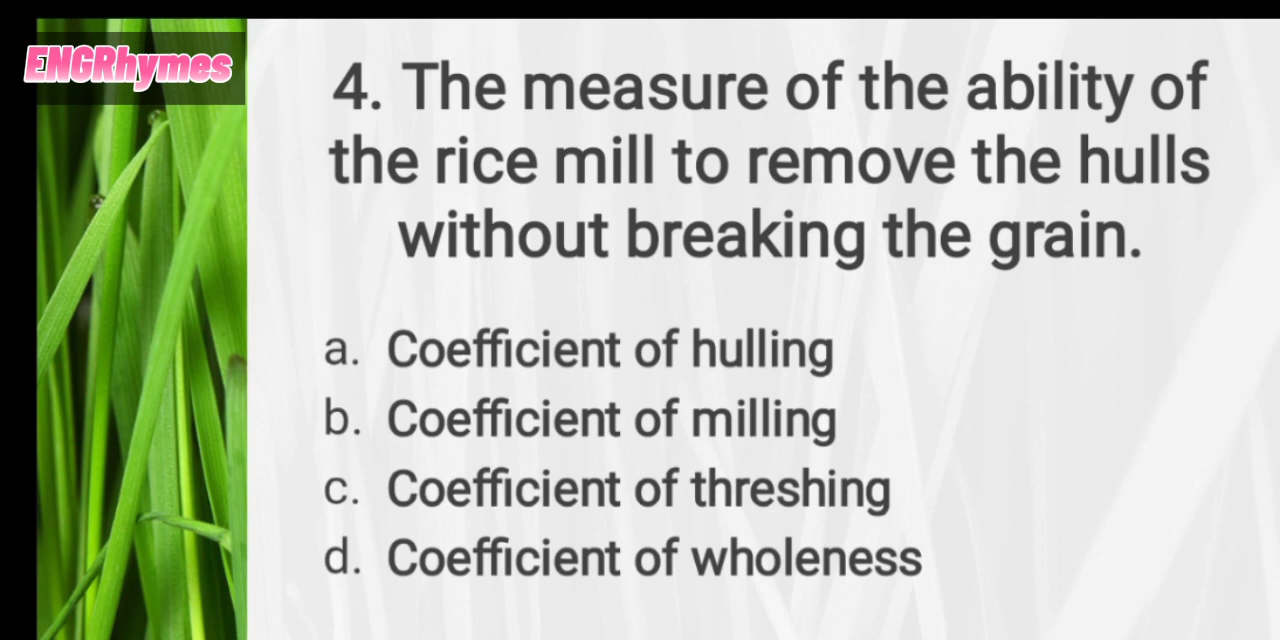 ENGRhymes
4. The measure of the ability of
the rice mill to remove the hulls
without breaking the grain.
a. Coefficient of hulling
b. Coefficient of milling
c. Coefficient of threshing
d. Coefficient of wholeness